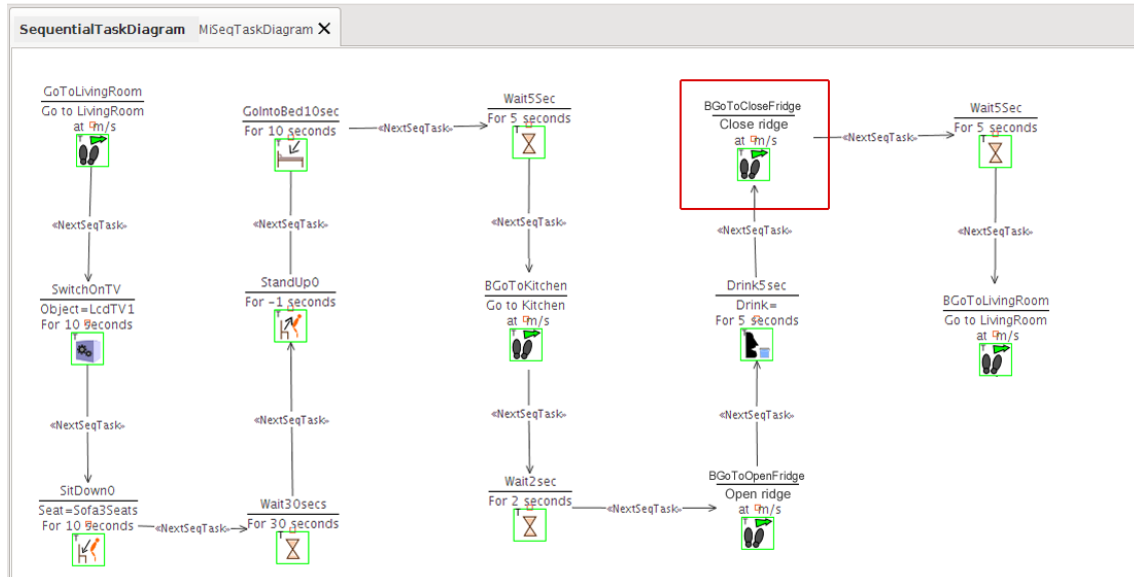 SequentialTaskDiagram MiSeqTaskDiagram X
GoToLivingRoom
Go to LivingRoom
at m/s
T
«NextSeqTask»
SwitchOnTV
Object=LcdTV1
For 10 Seconds
T
«NextSeqTask»
SitDown0
Seat=Sofa3Seats
For 10 Seconds
T
«NextSeqTask»
Wait30secs
For 30 seconds
T
«NextSeqTask»
StandUp0
For -1 seconds
T
«NextSeqTask»
GoIntoBed10sec
For 10 seconds
T
«NextSeqTask»
Wait5Sec
For 5 seconds
T
«NextSeqTask»
BGoToKitchen
Go to Kitchen
at m/s
T
«NextSeqTask»
Wait2sec
For 2 seconds
T
«NextSeqTask»
BGoToOpenFridge
Open ridge
at m/s
T
«NextSeqTask»
Drink5sec
Drink=
For 5 seconds
T
«NextSeqTask»
BGoToCloseFridge
Close ridge
at m/s
T
«NextSeqTask»
Wait5Sec
For 5 seconds
T
«NextSeqTask»
BGoToLivingRoom
Go to LivingRoom
at m/s
T